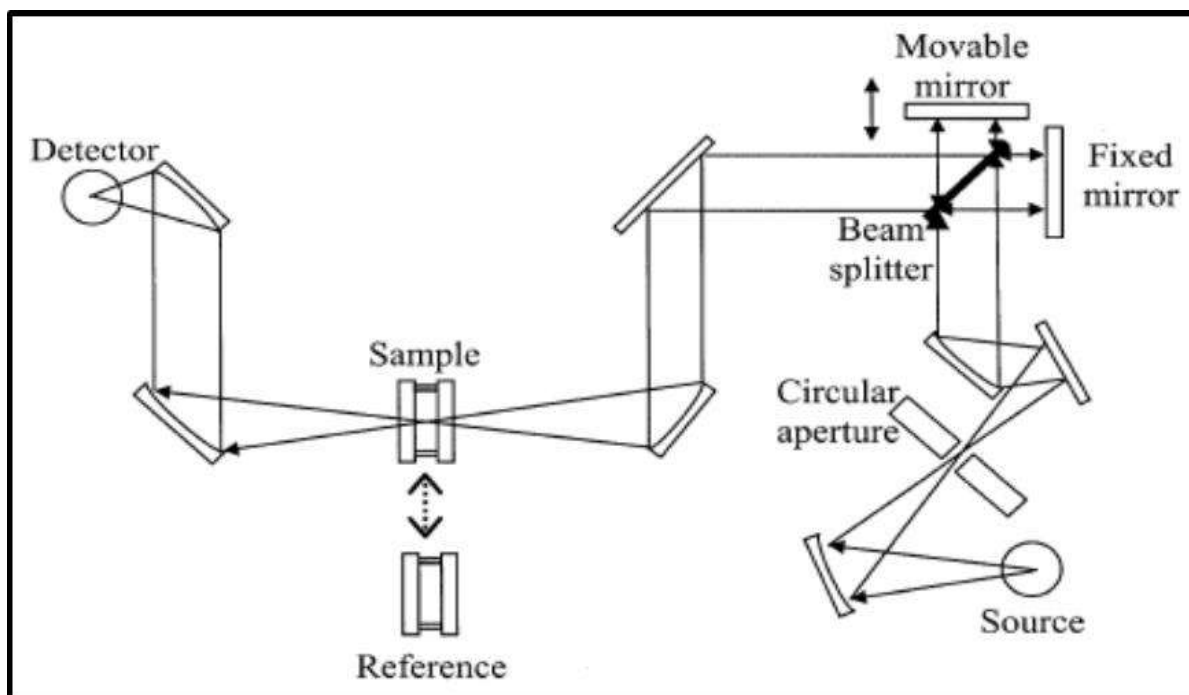 Movable
mirror
Detector
Fixed
mirror
Beam
splitter
Sample
Circular
aperture
Source
Reference